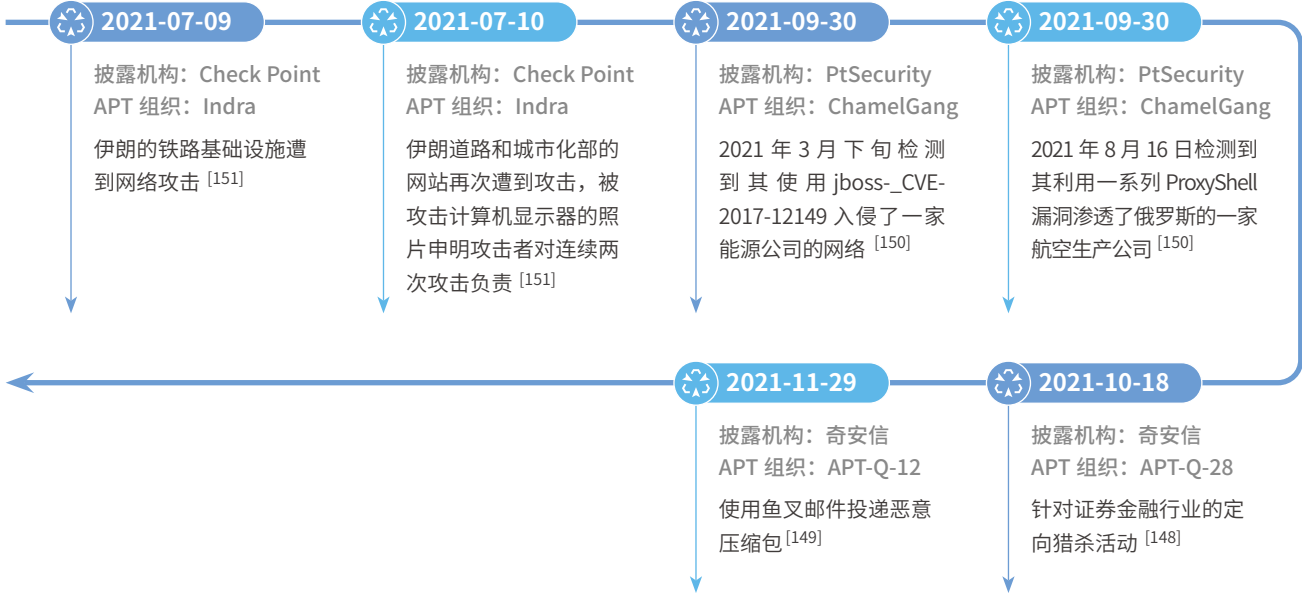 2021-07-09
披露机构：Check Point
APT 组织：Indra
伊朗的铁路基础设施遭
到网络攻击 [151]
2021-07-10
披露机构：Check Point
APT 组织：Indra
伊朗道路和城市化部的
网站再次遭到攻击，被
攻击计算机显示器的照
片申明攻击者对连续两
次攻击负责 [151]
2021-09-30
披露机构：PtSecurity
APT 组织：ChamelGang
2021 年 3 月下旬检测
到其使用 jboss-_CVE-
2017-12149 入侵了一家
能源公司的网络 [150]
2021-09-30
披露机构：PtSecurity
APT 组织：ChamelGang
2021 年 8 月 16 日检测到
其利用一系列 ProxyShell
漏洞渗透了俄罗斯的一家
航空生产公司 [150]
2021-10-18
披露机构：奇安信
APT 组织：APT-Q-28
针对证券金融行业的定
向猎杀活动 [148]
2021-11-29
披露机构：奇安信
APT 组织：APT-Q-12
使用鱼叉邮件投递恶意
压缩包 [149]